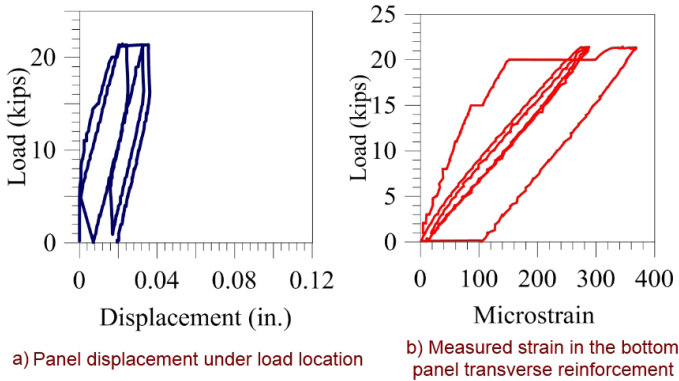 20
10
0
Load (kips)
0 0.04 0.08 0.12
Displacement (in.)
a) Panel displacement under load location
25
20
15
10
5
0
Load (kips)
0 100 200 300 400
Microstrain
b) Measured strain in the bottom
panel transverse reinforcement